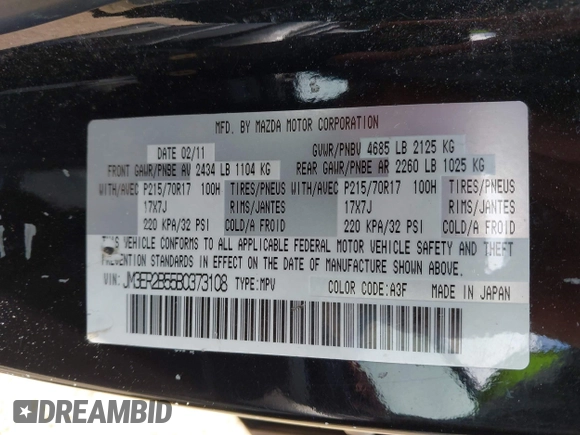 MFD. BY MAZDA MOTOR CORPORATION
DATE 02/11 GVWR/PNBV 4685 LB 2125 KG
FRONT GAWR/PNBE AV 2434 LB 1104 KG REAR GAWR/PNBE AR 2260 LB 1025 KG
WITH/AVEC P215/70R17 100H TIRES/PNEUS WITH/AVEC P215/70R17 100H TIRES/PNEUS
17X7J RIMS/JANTES 17X7J RIMS/JANTES
220 KPA/32 PSI COLD/A FROID 220 KPA/32 PSI COLD/A FROID
THIS VEHICLE CONFORMS TO ALL APPLICABLE FEDERAL MOTOR VEHICLE SAFETY AND THEFT
PREVENTION STANDARDS IN EFFECT ON THE DATE OF MANUFACTURE SHOWN ABOVE.
VIN: JM3ER2B55B0373108 TYPE:MPV COLOR CODE:A3F MADE IN JAPAN
DREAMBID